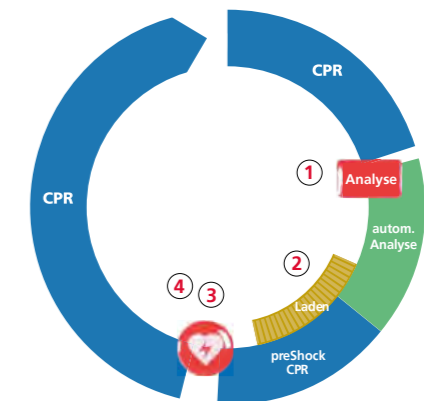 CPR
1
Analyse
autom.
Analyse
2
Laden
preShock
CPR
3
4
CPR